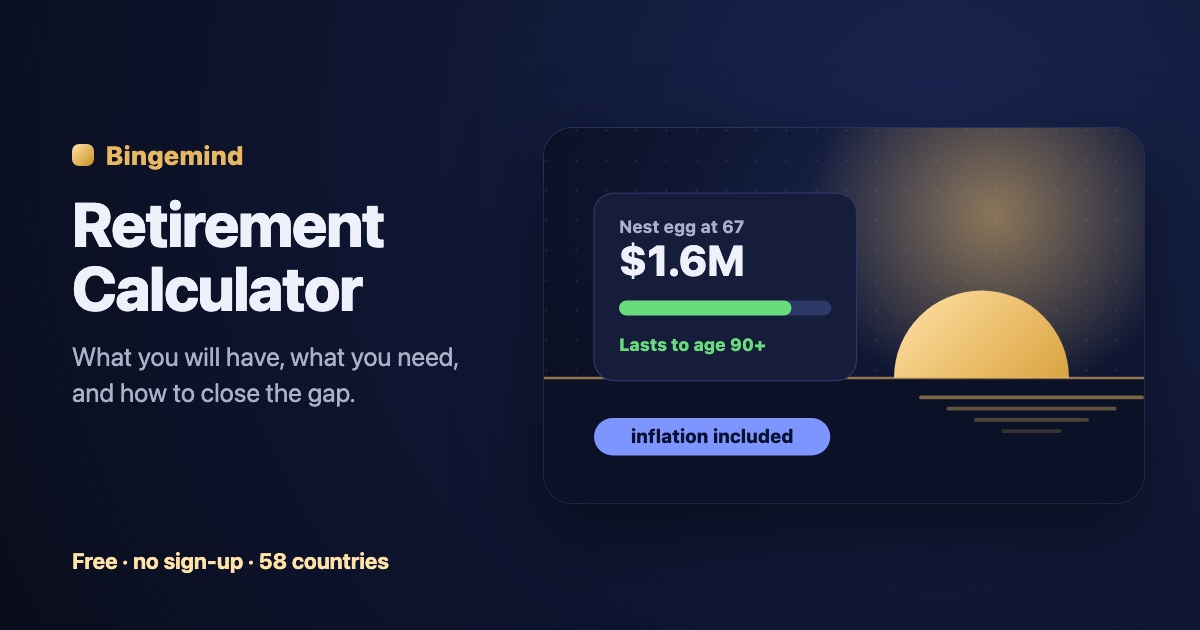 Bingemind
Retirement
Calculator
What you will have, what you need,
and how to close the gap.
Free · no sign-up · 58 countries
Nest egg at 67
$1.6M
Lasts to age 90+
inflation included